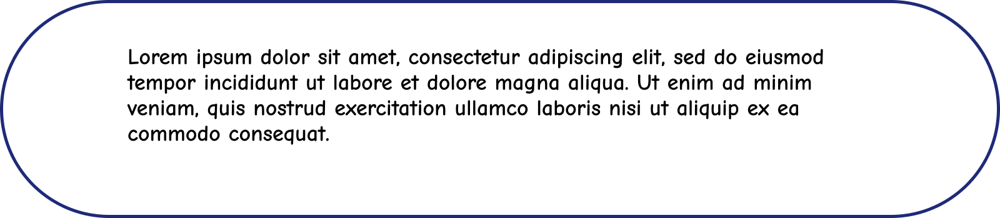 Lorem ipsum dolor sit amet, consectetur adipiscing elit, sed do eiusmod
tempor incididunt ut labore et dolore magna aliqua. Ut enim ad minim
veniam, quis nostrud exercitation ullamco laboris nisi ut aliquip ex ea
commodo consequat.